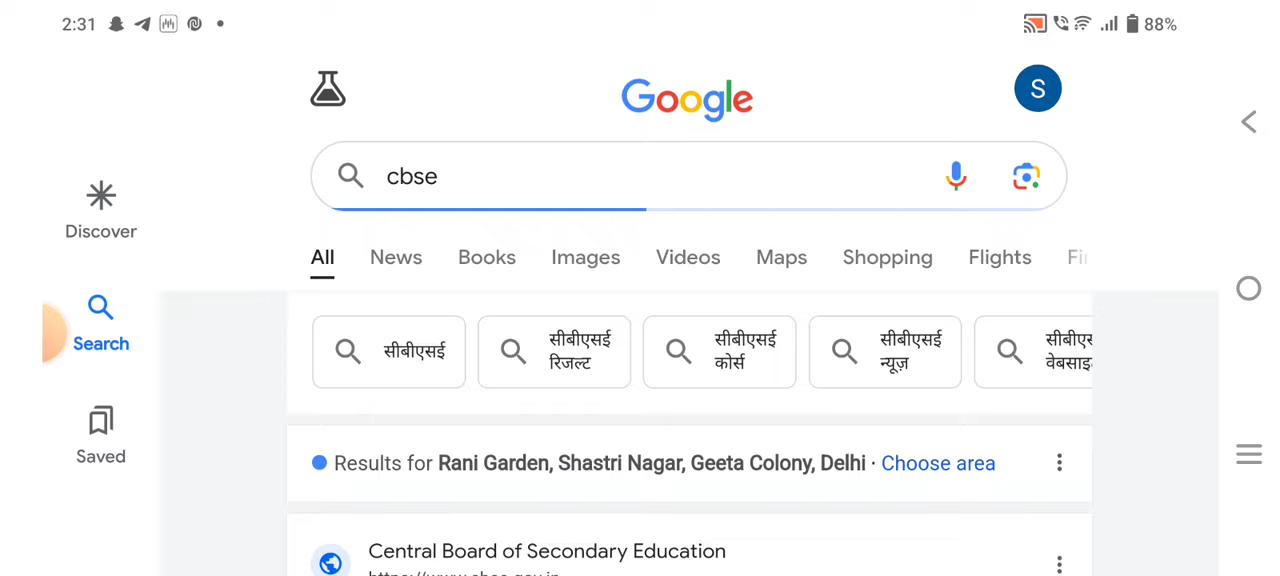 2:31
88%
Google
S
cbse
Discover
All News Books Images Videos Maps Shopping Flights
Search
सीबीएसई
सीबीएसई
रिजल्ट
सीबीएसई
कोर्स
सीबीएसई
न्यूज़
Saved
Results for Rani Garden, Shastri Nagar, Geeta Colony, Delhi · Choose area
Central Board of Secondary Education